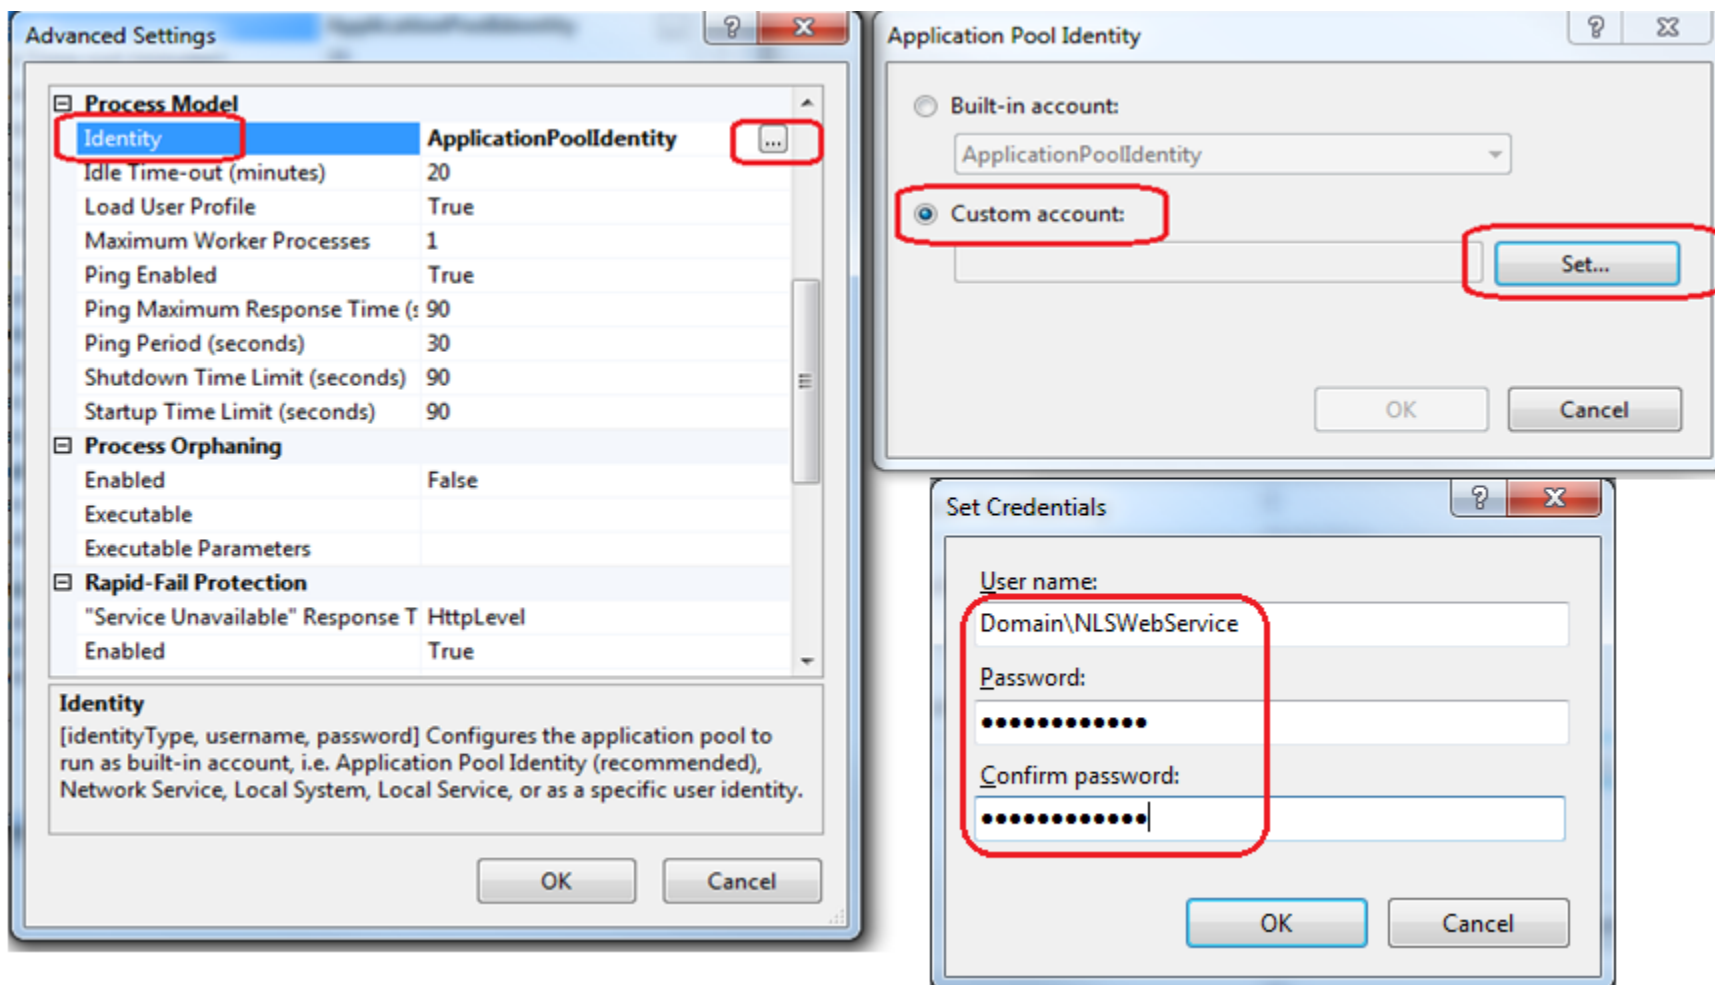 Advanced Settings
Process Model
Identity ApplicationPoolIdentity ...
Idle Time-out (minutes) 20
Load User Profile True
Maximum Worker Processes 1
Ping Enabled True
Ping Maximum Response Time (s 90
Ping Period (seconds) 30
Shutdown Time Limit (seconds) 90
Startup Time Limit (seconds) 90
Process Orphaning
Enabled False
Executable
Executable Parameters
Rapid-Fail Protection
"Service Unavailable" Response T HttpLevel
Enabled True
Identity
[identityType, username, password] Configures the application pool to
run as built-in account, i.e. Application Pool Identity (recommended),
Network Service, Local System, Local Service, or as a specific user identity.
OK Cancel
Application Pool Identity
Built-in account:
ApplicationPoolIdentity
Custom account:
Set...
OK Cancel
Set Credentials
User name:
Domain\NLSWebService
Password:
●●●●●●●●●●●●
Confirm password:
●●●●●●●●●●●●
OK Cancel